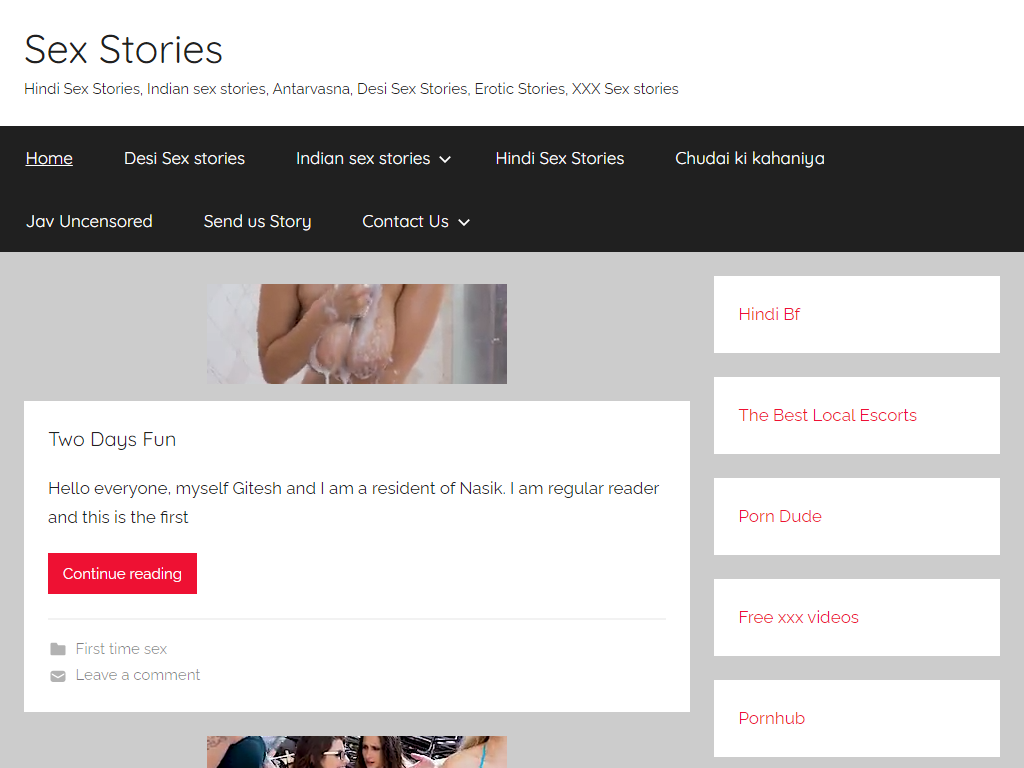 Sex Stories
Hindi Sex Stories, Indian sex stories, Antarvasna, Desi Sex Stories, Erotic Stories, XXX Sex stories
Home
Desi Sex stories
Indian sex stories
Hindi Sex Stories
Chudai ki kahaniya
Jav Uncensored
Send us Story
Contact Us
Two Days Fun
Hello everyone, myself Gitesh and I am a resident of Nasik. I am regular reader
and this is the first
Continue reading
First time sex
Leave a comment
Hindi Bf
The Best Local Escorts
Porn Dude
Free xxx videos
Pornhub